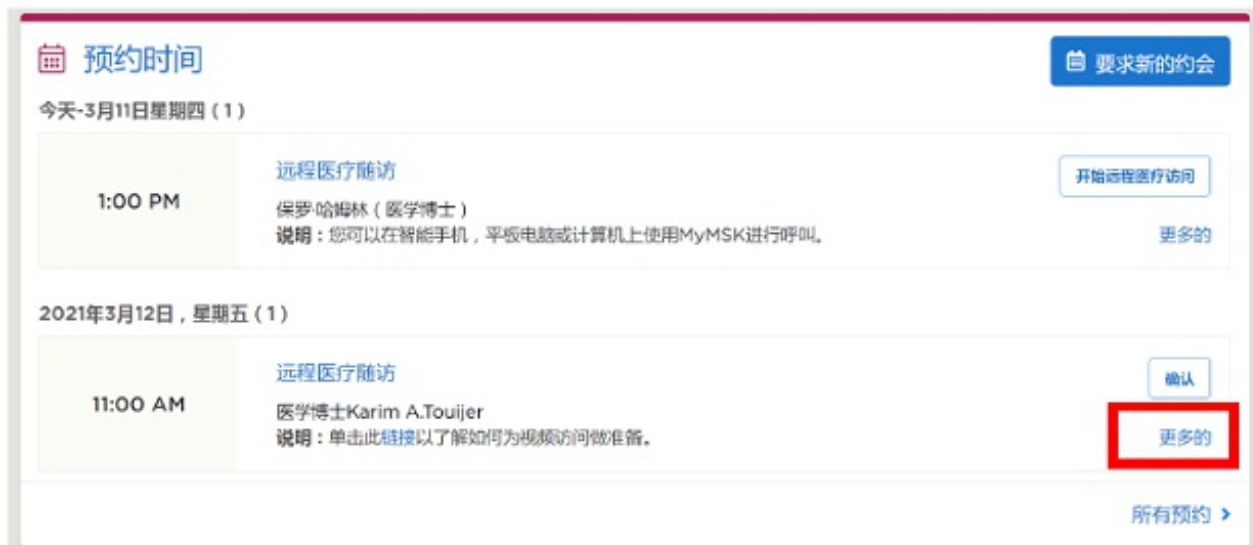 预约时间
要求新的约会
今天-3月11日星期四（1）
1:00 PM
远程医疗随访
开始远程医疗访问
保罗·哈姆林（医学博士）
说明：您可以在智能手机，平板电脑或计算机上使用MyMSK进行呼叫。
更多的
2021年3月12日，星期五（1）
11:00 AM
远程医疗随访
确认
医学博士Karim A.Touijer
说明：单击此链接以了解如何为视频访问做准备。
更多的
所有预约 >